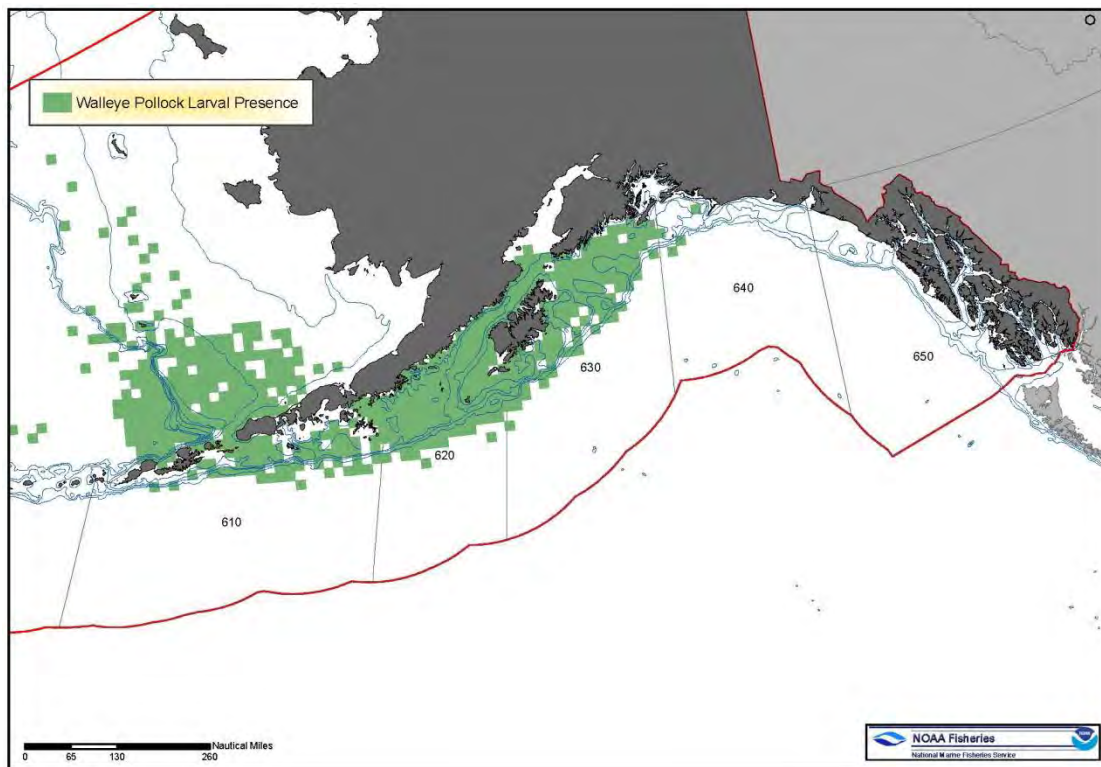 Walleye Pollock Larval Presence
640
650
630
620
610
Nautical Miles
0 65 130 260
NOAA Fisheries
National Marine Fisheries Service